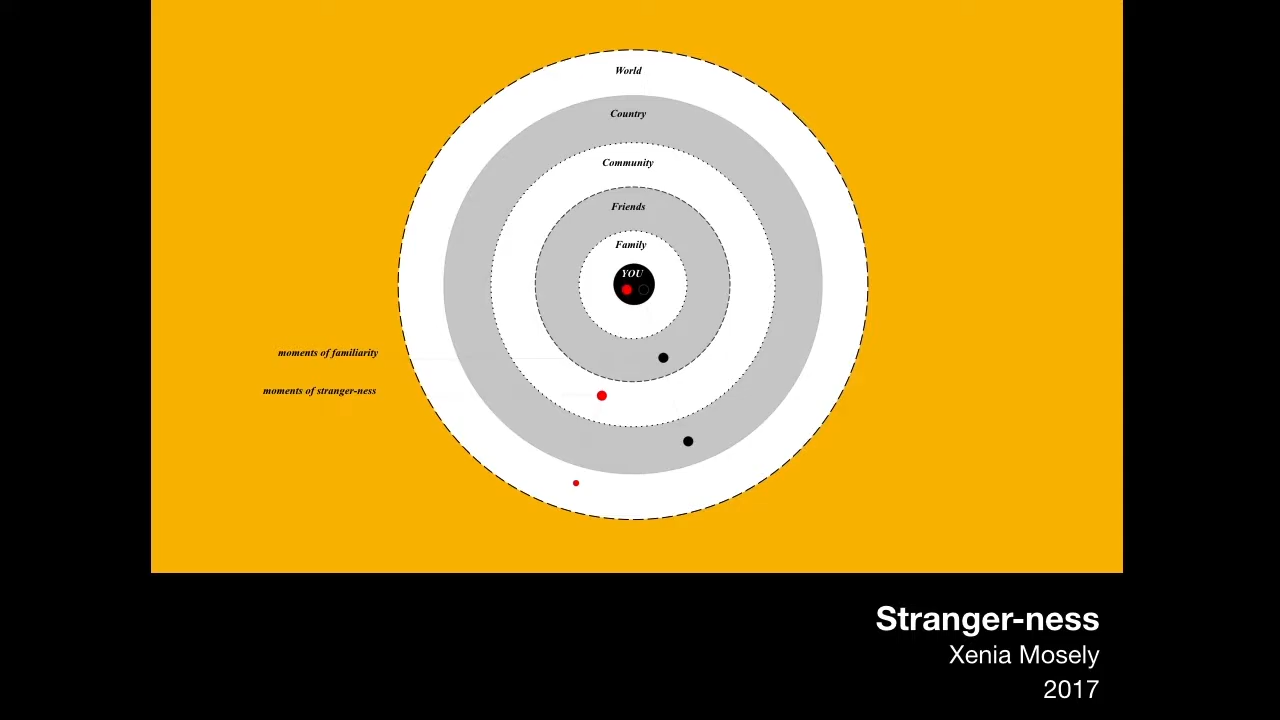 World
Country
Community
Friends
Family
YOU
moments of familiarity
moments of stranger-ness
Stranger-ness
Xenia Mosely
2017